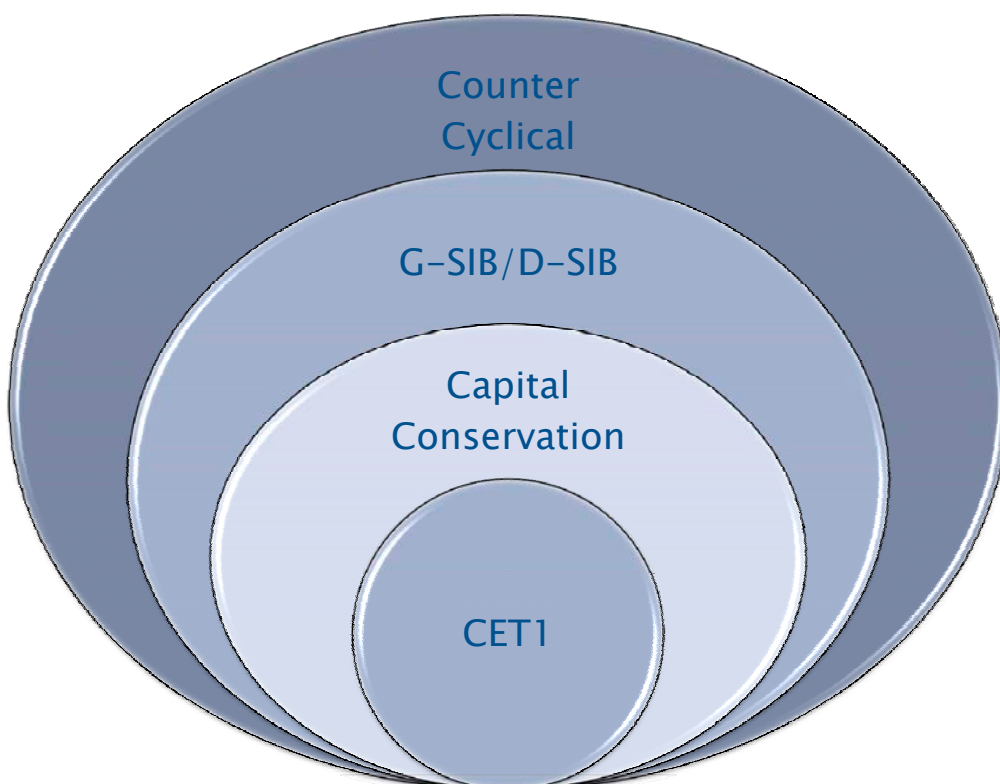 Counter
Cyclical
G-SIB/D-SIB
Capital
Conservation
CET1